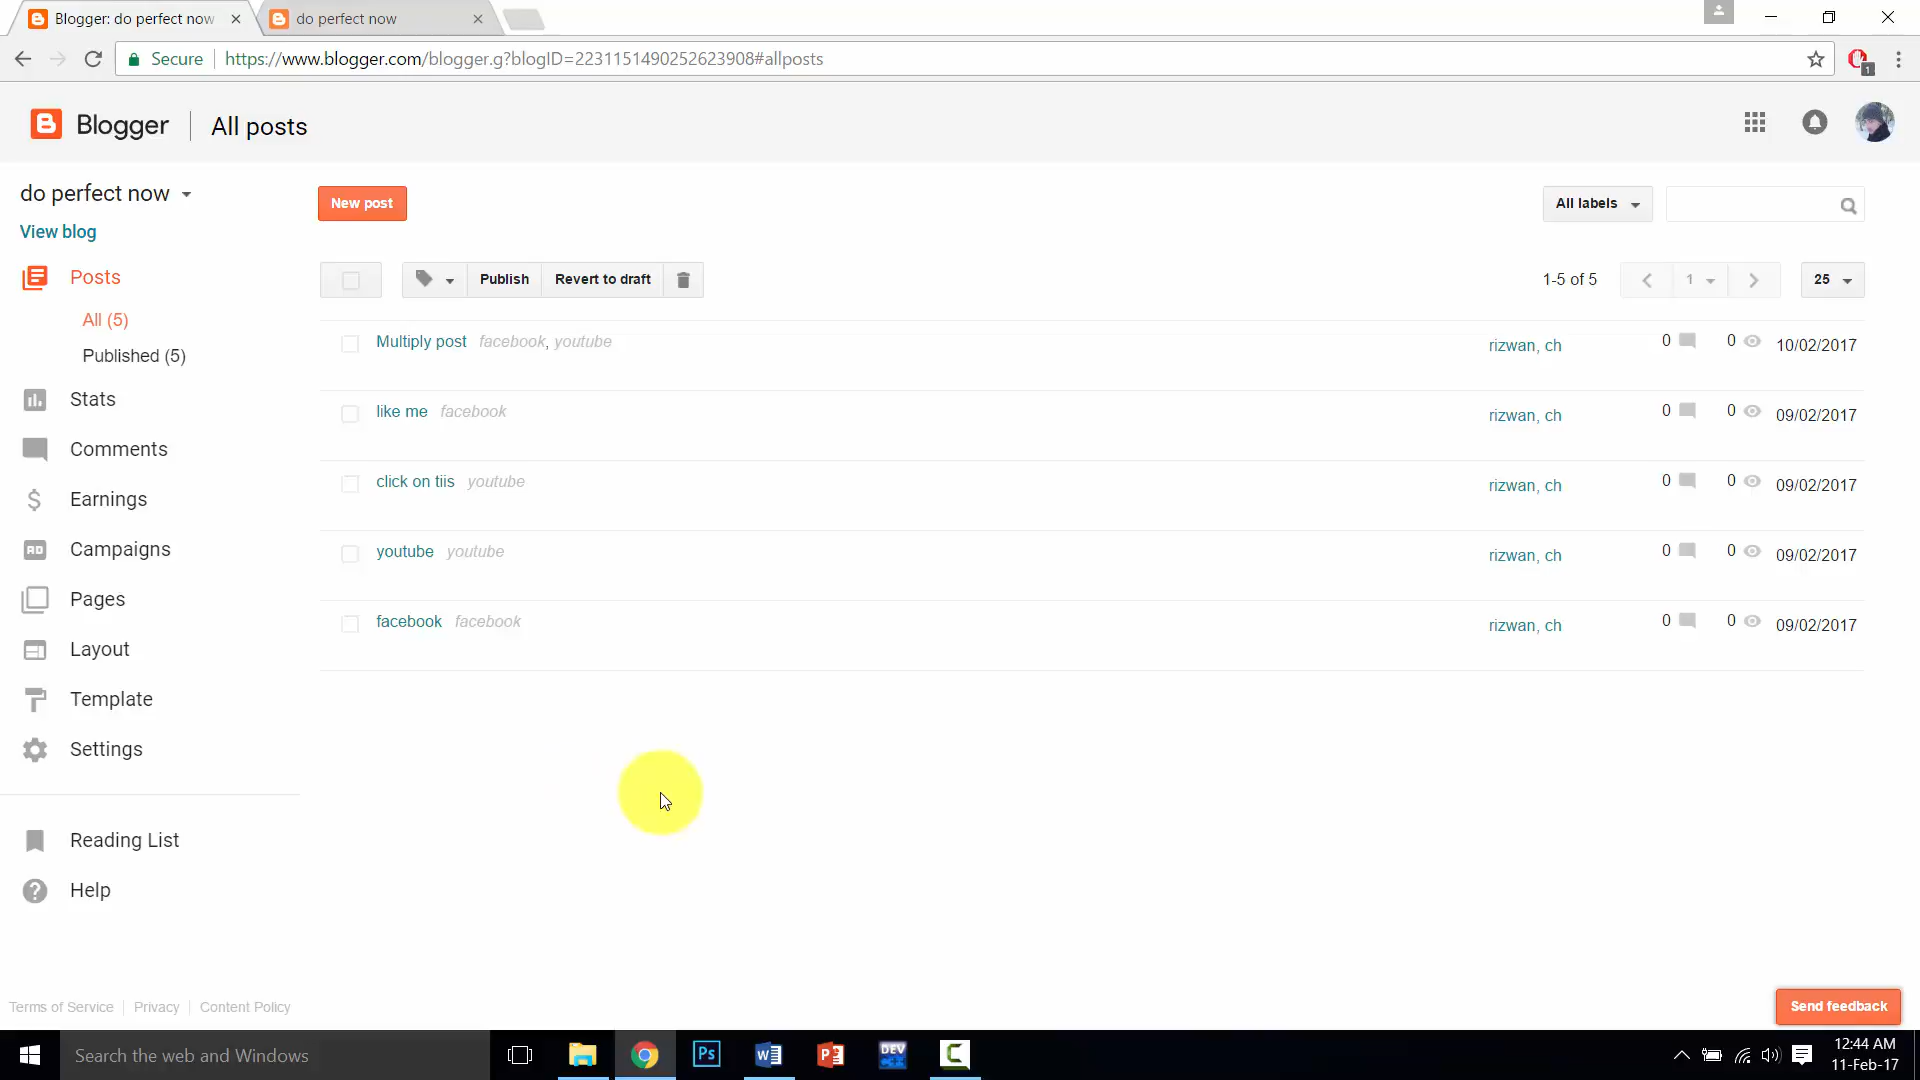 Blogger: do perfect now
do perfect now
Secure https://www.blogger.com/blogger.g?blogID=2231151490252623908#allposts
1
Blogger All posts
do perfect now
View blog
New post
All labels
Posts
All (5)
Published (5)
Stats
Comments
Earnings
Campaigns
Pages
Layout
Template
Settings
Reading List
Help
Publish Revert to draft
1-5 of 5 1 25
Multiply post facebook, youtube rizwan, ch 0 0 10/02/2017
like me facebook rizwan, ch 0 0 09/02/2017
click on tiis youtube rizwan, ch 0 0 09/02/2017
youtube youtube rizwan, ch 0 0 09/02/2017
facebook facebook rizwan, ch 0 0 09/02/2017
Terms of Service Privacy Content Policy
Send feedback
Search the web and Windows
12:44 AM
11-Feb-17